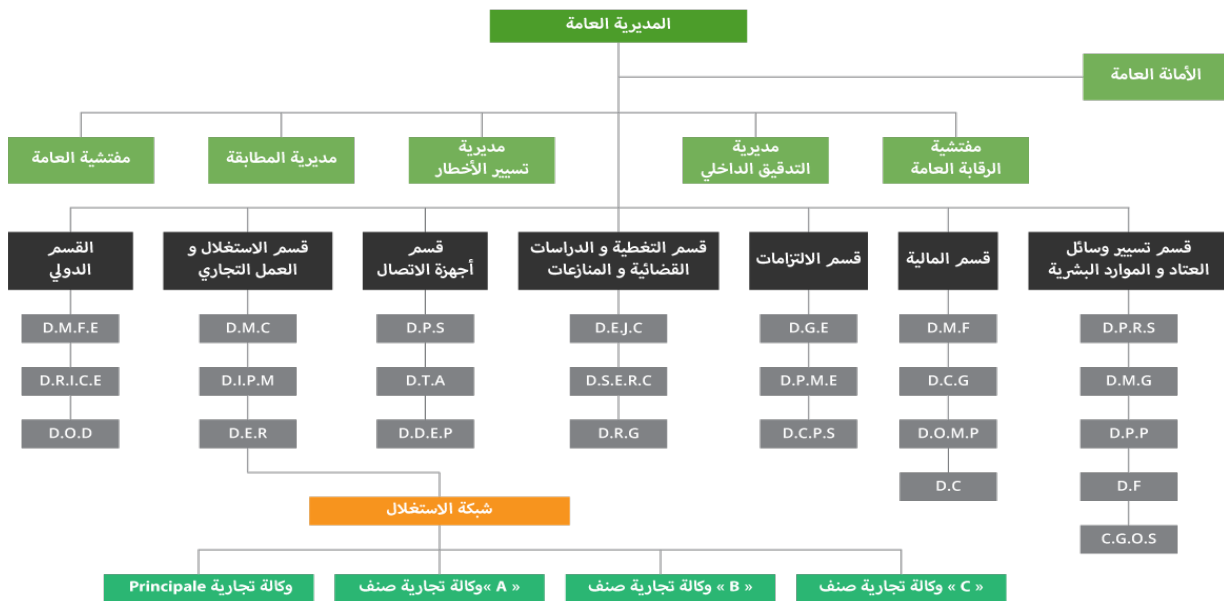 المديرية العامة
الأمانة العامة
مفتشية
الرقابة العامة
مديرية
التدقيق الداخلي
مديرية
تسيير الأخطار
مديرية المطابقة
مفتشية العامة
قسم تسيير وسائل
العتاد و الموارد البشرية
قسم المالية
قسم الالتزامات
قسم التغطية و الدراسات
القضائية و المنازعات
قسم
أجهزة الاتصال
قسم الاستغلال و
العمل التجاري
القسم
الدولي
D.P.R.S
D.M.G
D.P.P
D.F
C.G.O.S
D.M.F
D.C.G
D.O.M.P
D.C
D.G.E
D.P.M.E
D.C.P.S
D.E.J.C
D.S.E.R.C
D.R.G
D.P.S
D.T.A
D.D.E.P
D.M.C
D.I.P.M
D.E.R
D.M.F.E
D.R.I.C.E
D.O.D
شبكة الاستغلال
وكالة تجارية صنف « C »
وكالة تجارية صنف « B »
وكالة تجارية صنف« A »
وكالة تجارية Principale